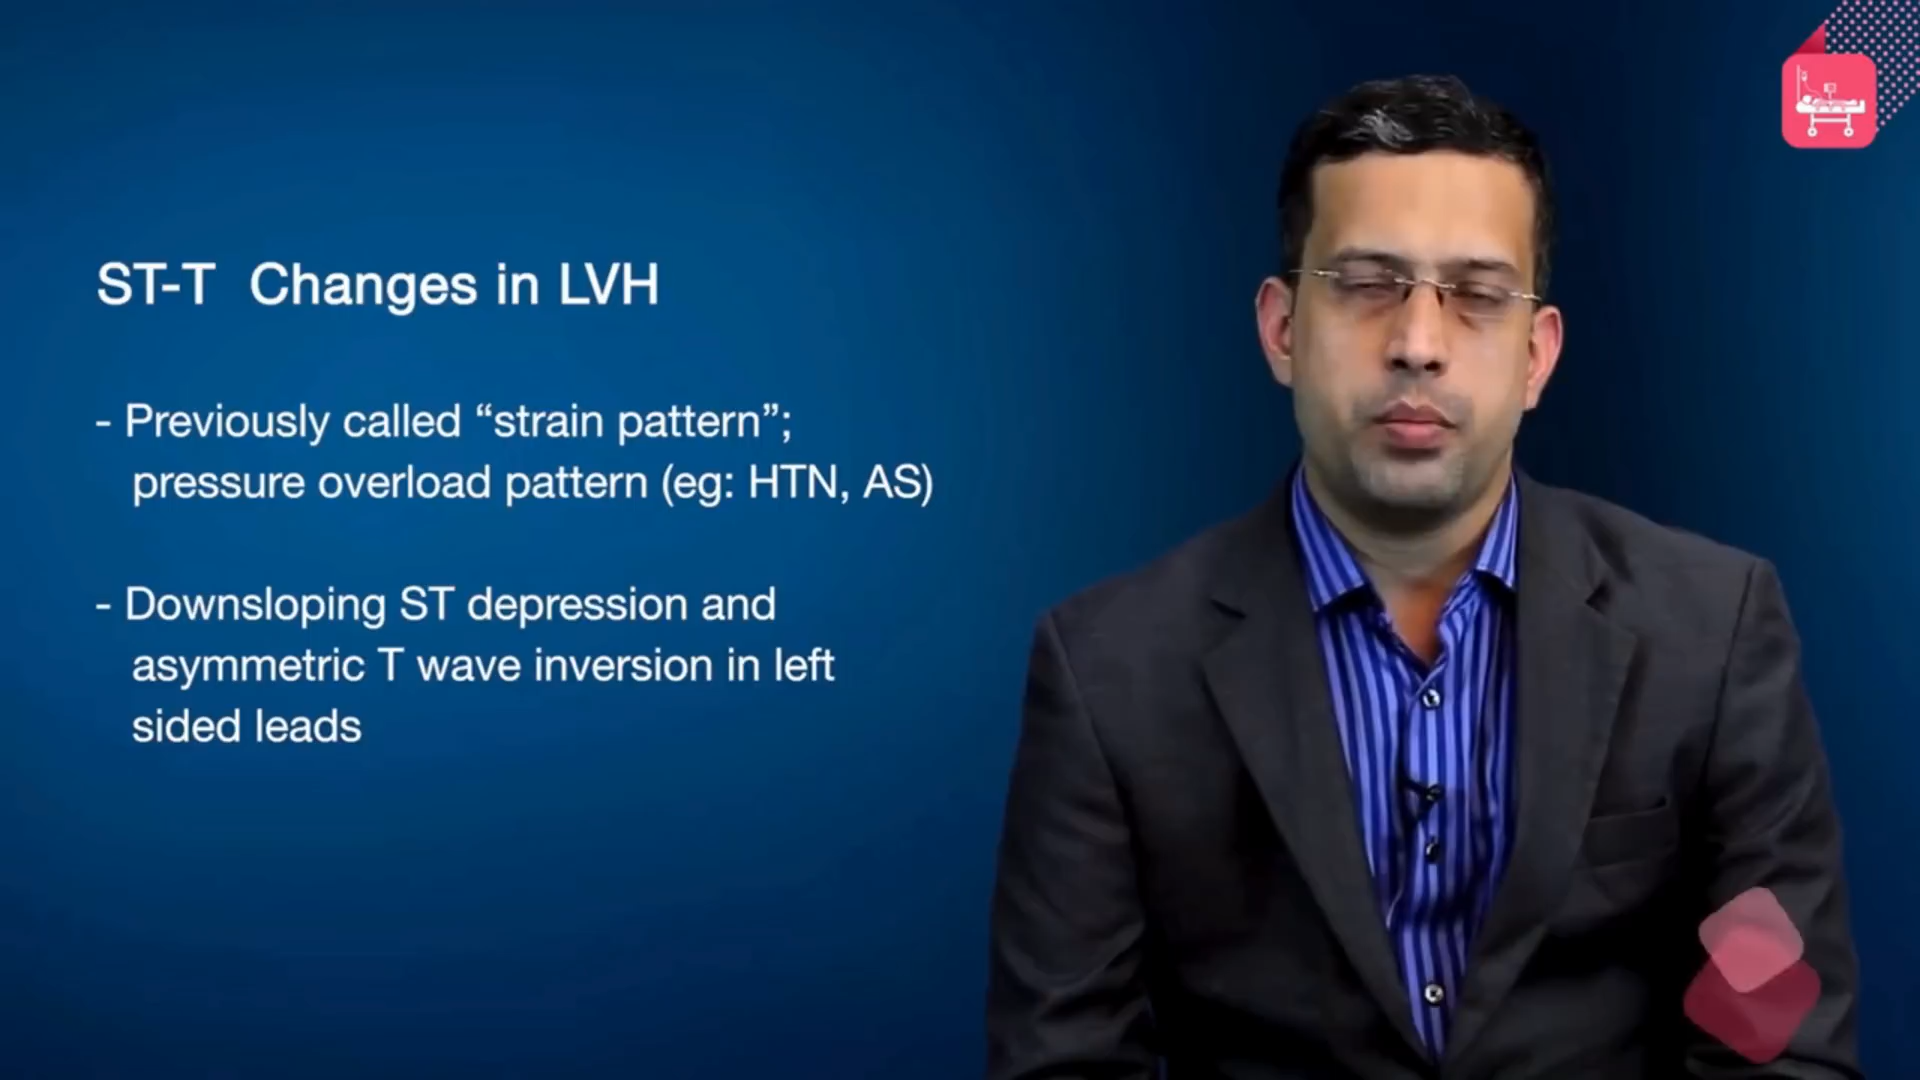 ST-T  Changes in LVH
- Previously called “strain pattern”;
pressure overload pattern (eg: HTN, AS)
- Downsloping ST depression and
asymmetric T wave inversion in left
sided leads